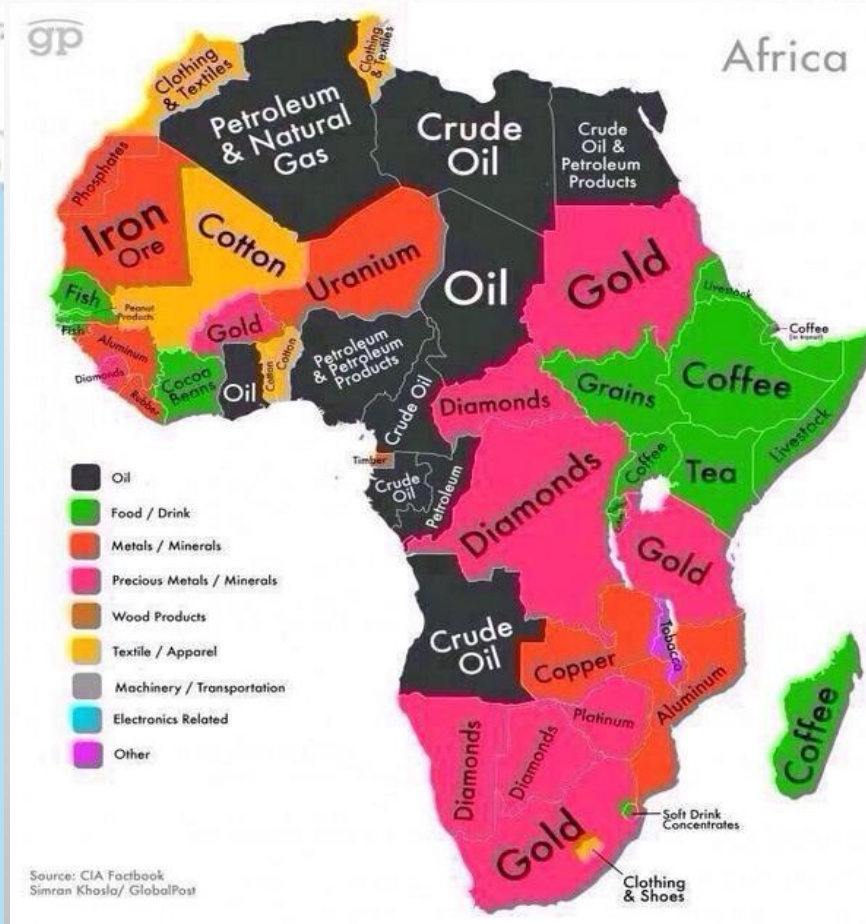 gp
Africa
Clothing
& Textiles
Clothing
& Textiles
Petroleum
& Natural
Gas
Crude
Oil
Crude
Oil &
Petroleum
Products
Phosphates
Iron
Ore
Cotton
Uranium
Oil
Gold
Livestock
Coffee
(in transit)
Fish
Peanut
Products
Fish
Aluminum
Diamonds
Rubber
Cocoa
Beans
Gold
Oil
Cotton
Cotton
Petroleum
& Petroleum
Products
Crude Oil
Diamonds
Grains
Coffee
Livestock
Timber
Crude
Oil
Petroleum
Diamonds
Coffee
Tea
Gold
Crude
Oil
Copper
Tobacco
Aluminum
Diamonds
Diamonds
Platinum
Coffee
Gold
Soft Drink
Concentrates
Clothing
& Shoes
Oil
Food / Drink
Metals / Minerals
Precious Metals / Minerals
Wood Products
Textile / Apparel
Machinery / Transportation
Electronics Related
Other
Source: CIA Factbook
Simran Khosla/ GlobalPost